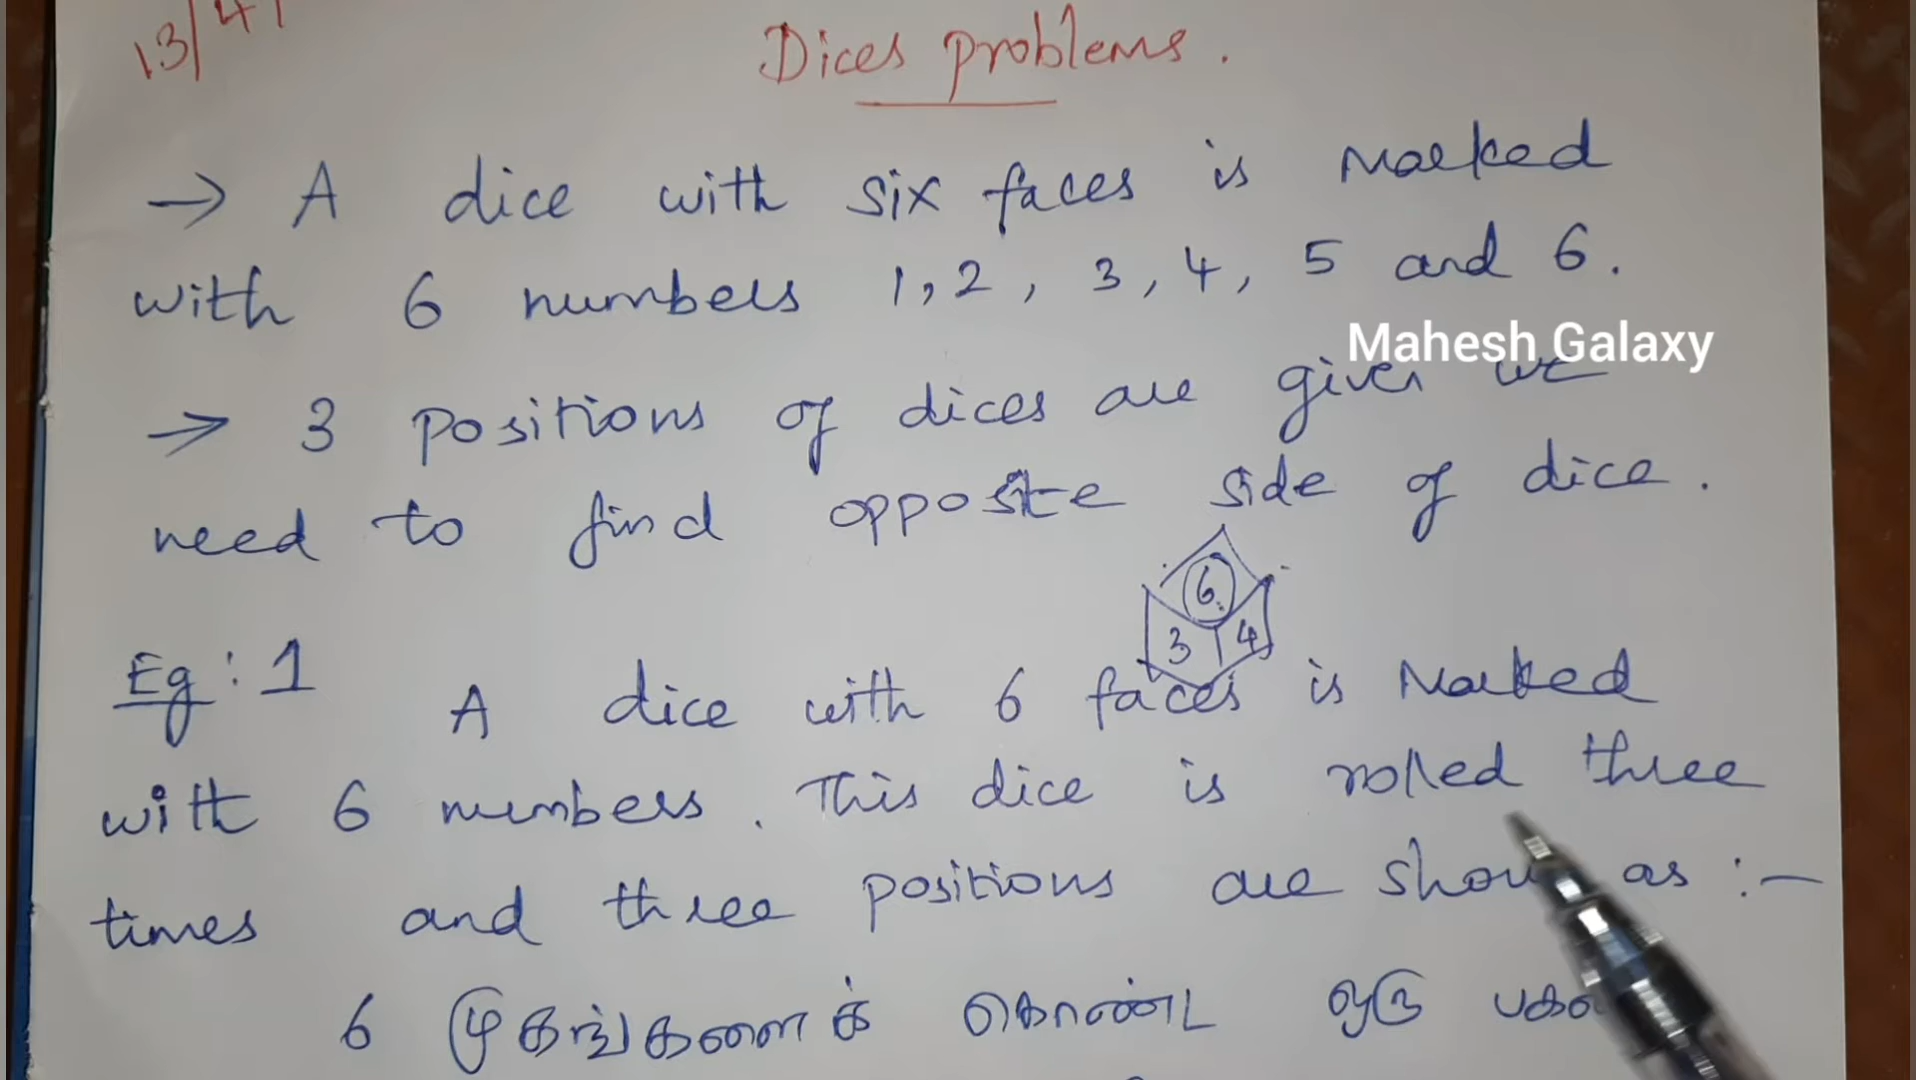 13/41
Dices problems.
→ A dice with six faces is marked
with 6 numbers 1, 2, 3, 4, 5 and 6.
Mahesh Galaxy
→ 3 positions of dices are given we
need to find opposite side of dice.
6
3 4
Eg: 1 A dice with 6 faces is Marked
with 6 numbers. This dice is rolled three
times and three positions are show as :-
6 முகங்களைக் கொண்ட ஒரு